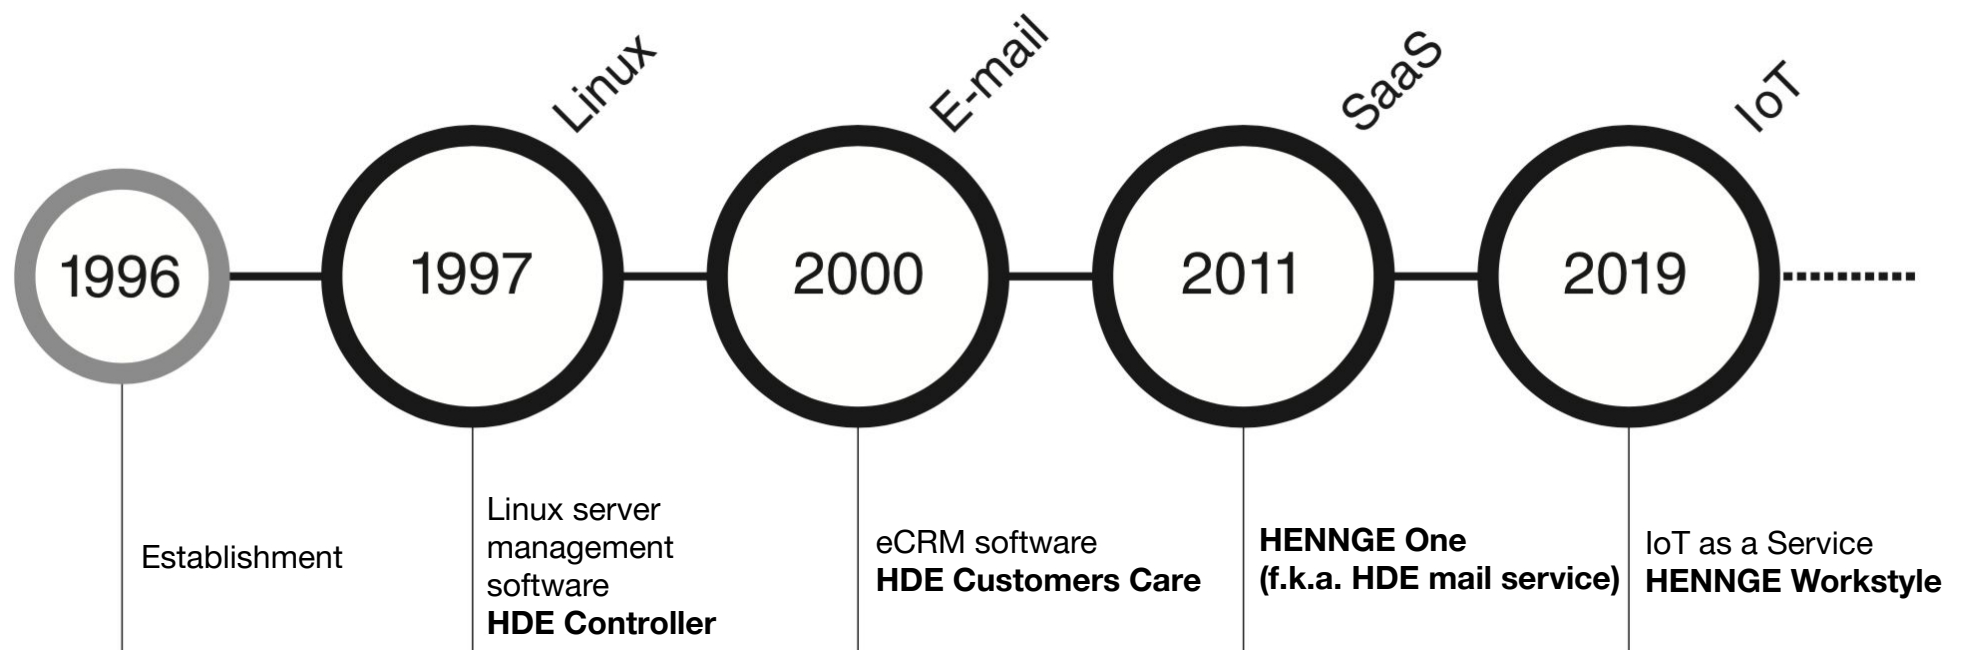 Linux
E-mail
SaaS
IoT
1996
1997
2000
2011
2019
Establishment
Linux server
management
software
HDE Controller
eCRM software
HDE Customers Care
HENNGE One
(f.k.a. HDE mail service)
IoT as a Service
HENNGE Workstyle